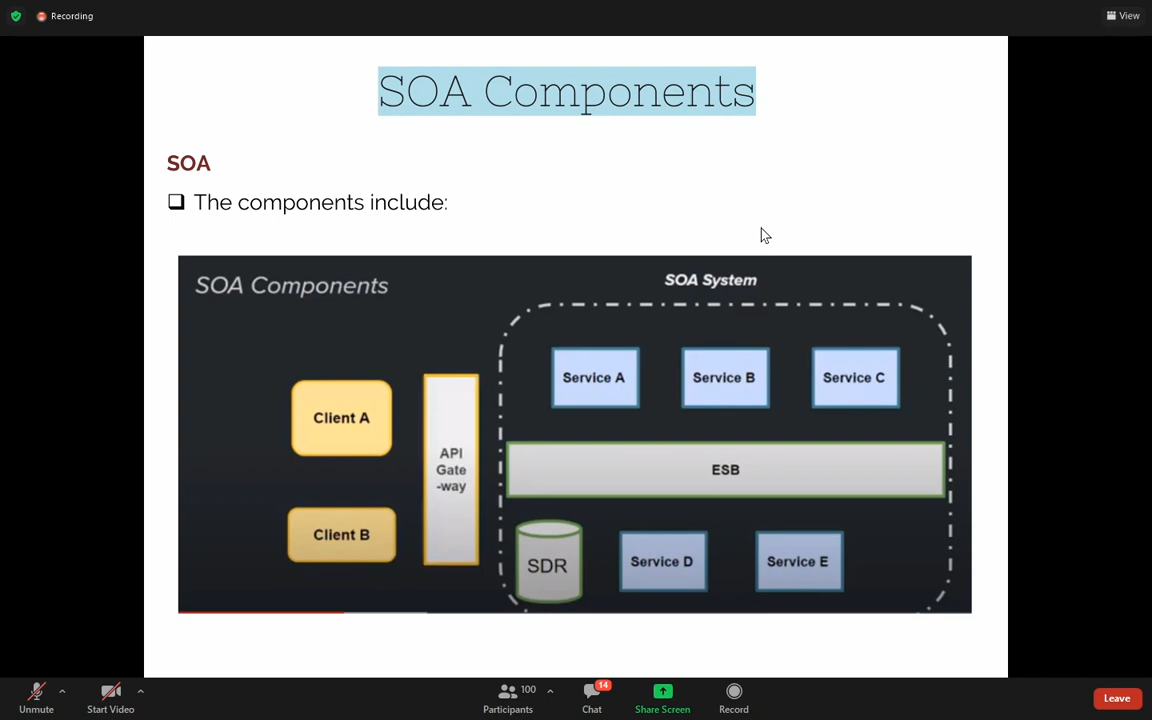 Recording
View
SOA Components
SOA
The components include:
SOA Components
SOA System
Service A
Service B
Service C
Client A
API
Gate
-way
ESB
Client B
SDR
Service D
Service E
Unmute
Start Video
Participants
100
Chat
14
Share Screen
Record
Leave